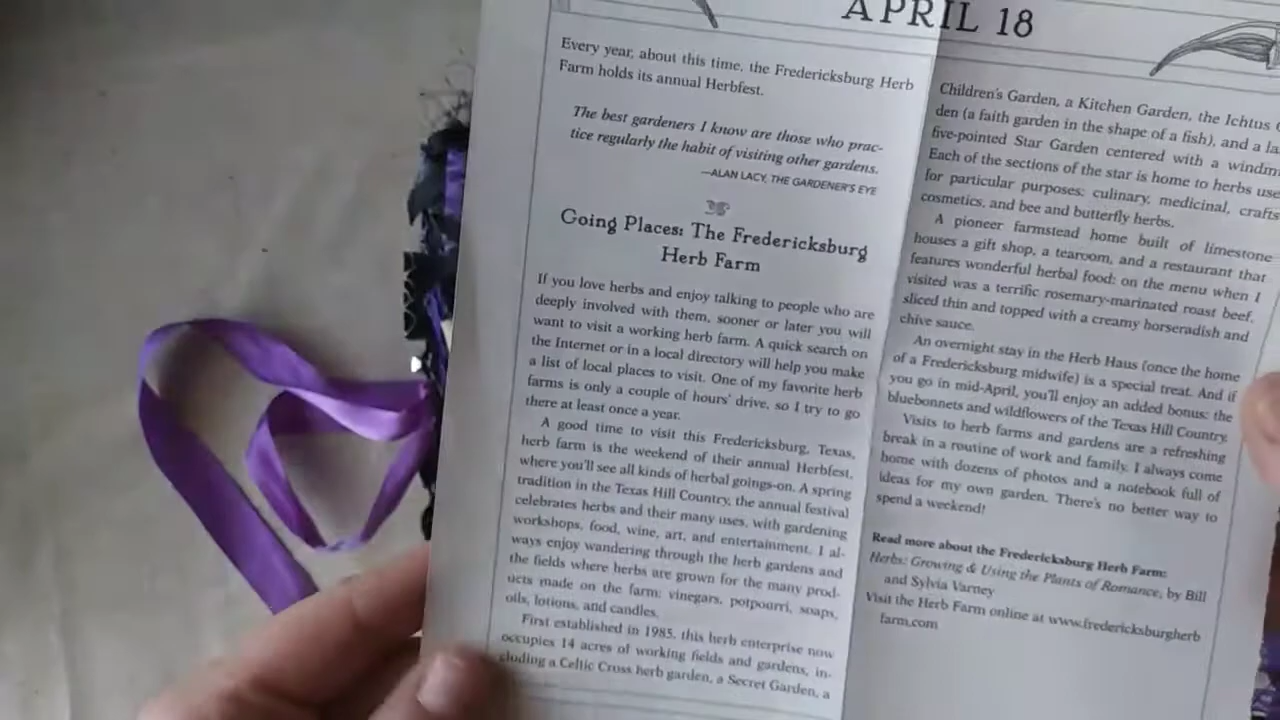 APRIL 18
Every year, about this time, the Fredericksburg Herb
Farm holds its annual Herbfest.
The best gardeners I know are those who prac-
tice regularly the habit of visiting other gardens.
—ALAN LACY, THE GARDENER'S EYE
Going Places: The Fredericksburg
Herb Farm
If you love herbs and enjoy talking to people who are
deeply involved with them, sooner or later you will
want to visit a working herb farm. A quick search on
the Internet or in a local directory will help you make
a list of local places to visit. One of my favorite herb
farms is only a couple of hours' drive, so I try to go
there at least once a year.
A good time to visit this Fredericksburg, Texas,
herb farm is the weekend of their annual Herbfest,
where you'll see all kinds of herbal goings-on. A spring
tradition in the Texas Hill Country, the annual festival
celebrates herbs and their many uses, with gardening
workshops, food, wine, art, and entertainment. I al-
ways enjoy wandering through the herb gardens and
the fields where herbs are grown for the many prod-
ucts made on the farm: vinegars, potpourri, soaps,
oils, lotions, and candles.
First established in 1985, this herb enterprise now
occupies 14 acres of working fields and gardens, in-
cluding a Celtic Cross herb garden, a Secret Garden, a
Children's Garden, a Kitchen Garden, the Ichtus
den (a faith garden in the shape of a fish), and a
five-pointed Star Garden centered with a
Each of the sections of the star is home to herbs
for particular purposes: culinary, medicinal, crafts
cosmetics, and bee and butterfly herbs.
A pioneer farmstead home built of limestone
houses a gift shop, a tearoom, and a restaurant that
features wonderful herbal food: on the menu when I
visited was a terrific rosemary-marinated roast beef,
sliced thin and topped with a creamy horseradish and
chive sauce.
An overnight stay in the Herb Haus (once the home
of a Fredericksburg midwife) is a special treat. And if
you go in mid-April, you'll enjoy an added bonus: the
bluebonnets and wildflowers of the Texas Hill Country.
Visits to herb farms and gardens are a refreshing
break in a routine of work and family. I always come
home with dozens of photos and a notebook full of
ideas for my own garden. There's no better way to
spend a weekend!
Read more about the Fredericksburg Herb Farm:
Herbs: Growing & Using the Plants of Romance, by Bill
and Sylvia Varney
Visit the Herb Farm online at www.fredericksburgherb
farm.com